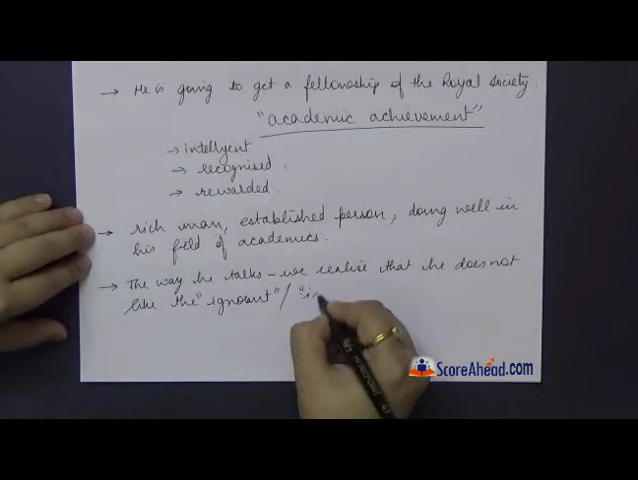 → He is going to get a fellowship of the Royal Society.
"academic achievement"
→ intelligent
→ recognised.
→ rewarded.
→ rich man, established person, doing well in
his field of academics.
→ The way he talks - we realise that he does not
like the "ignorant" / "i
ScoreAhead.com